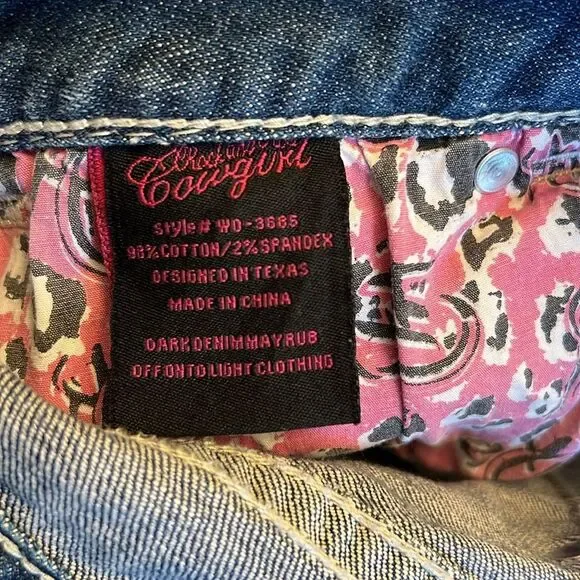 Rock and Roll
Cowgirl
Style# WD-3685
98%COTTON/2%SPANDEX
DESIGNED IN TEXAS
MADE IN CHINA
DARK DENIM MAY RUB
OFF ONTO LIGHT CLOTHING